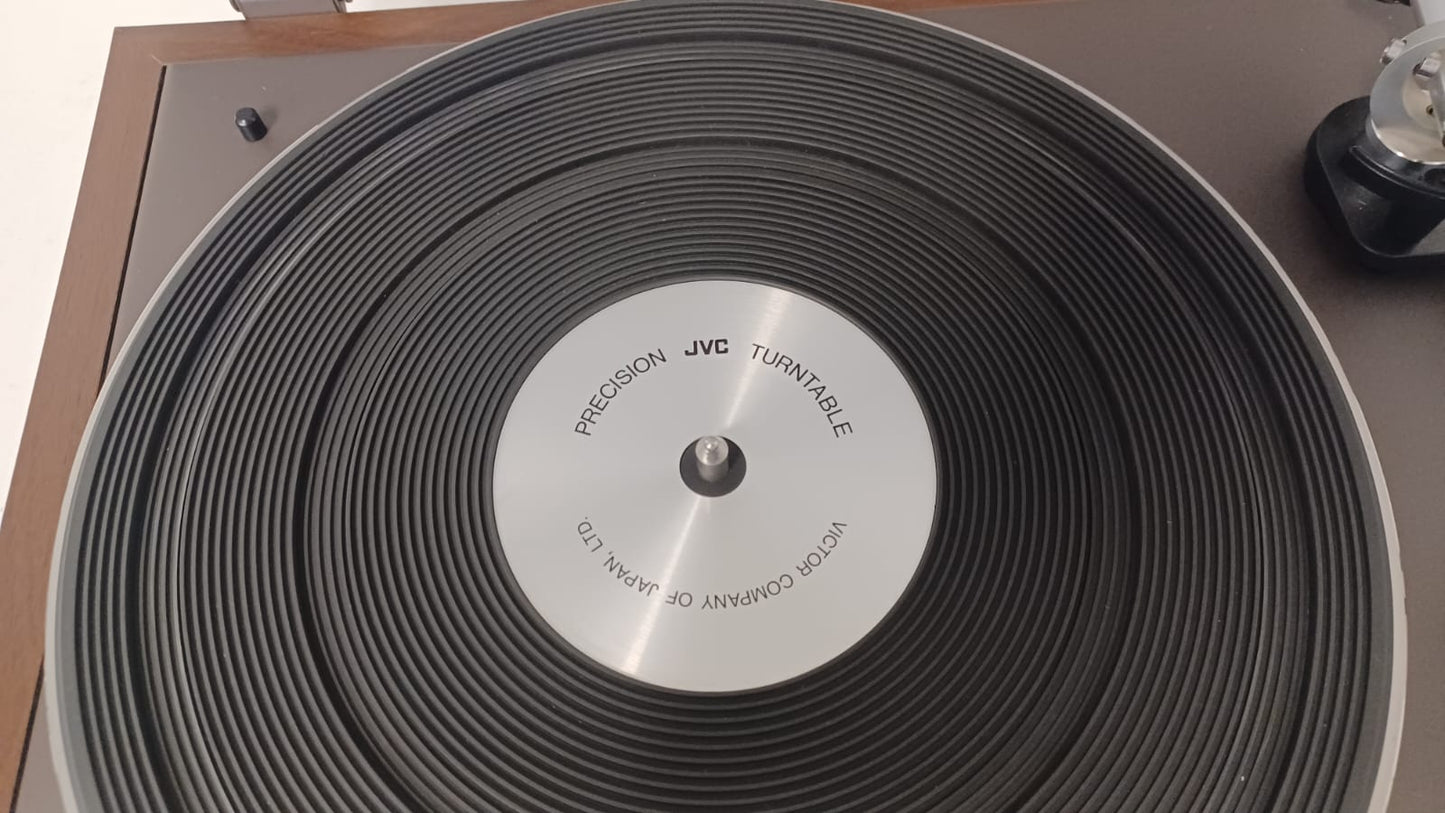 PRECISION JVC TURNTABLE
VICTOR COMPANY OF JAPAN, LTD.